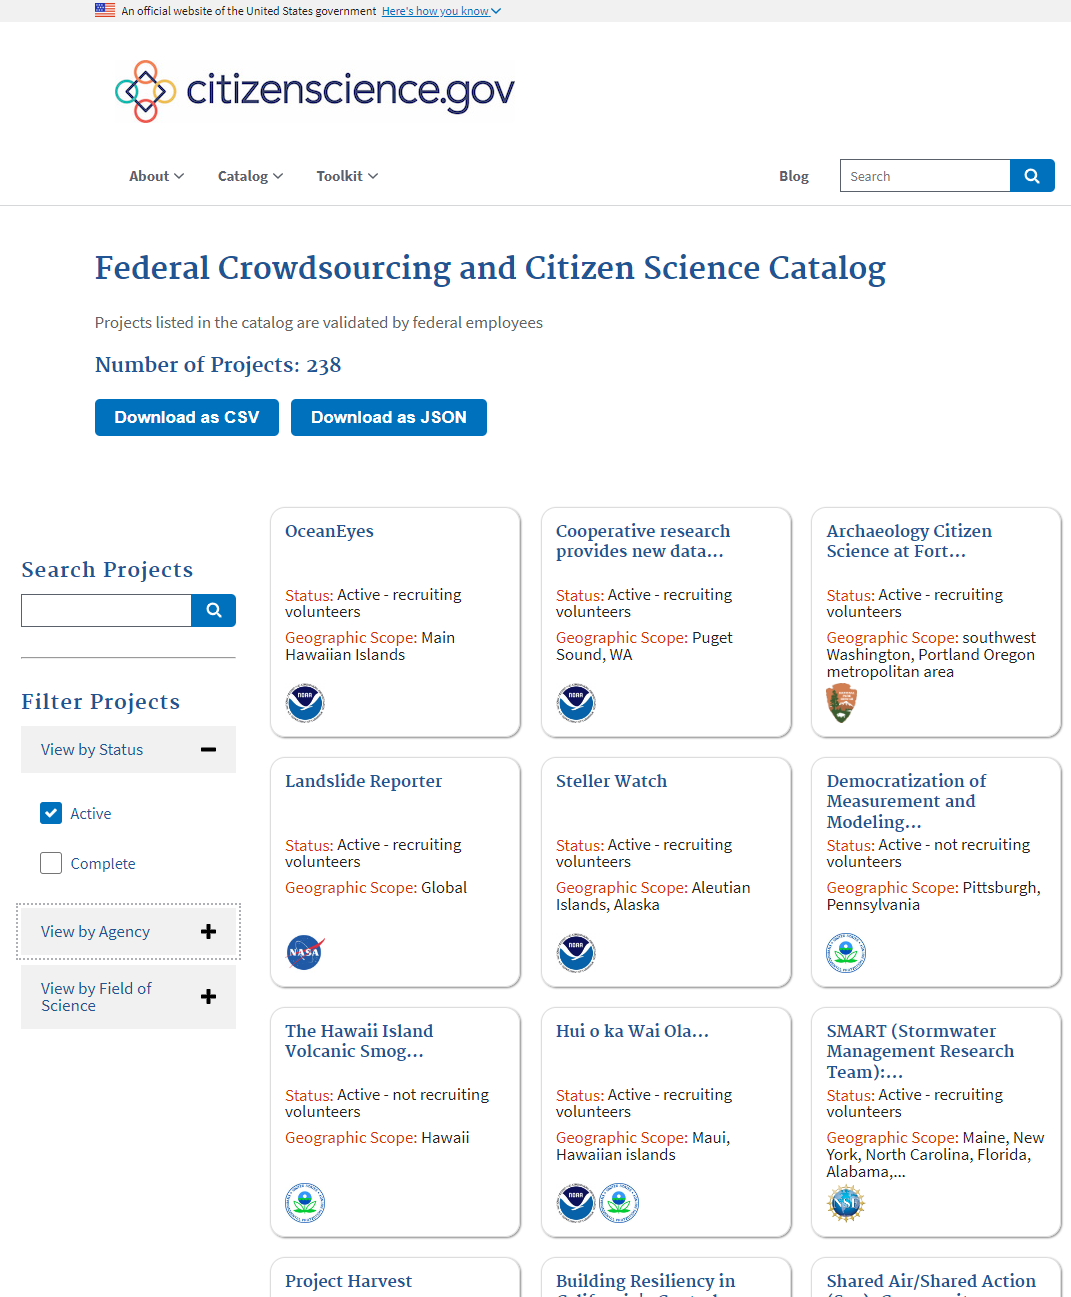 An official website of the United States government Here's how you know
citizenscience.gov
About
Catalog
Toolkit
Blog
Search
Federal Crowdsourcing and Citizen Science Catalog
Projects listed in the catalog are validated by federal employees
Number of Projects: 238
Download as CSV
Download as JSON
Search Projects
Filter Projects
View by Status
Active
Complete
View by Agency
View by Field of
Science
OceanEyes
Status: Active - recruiting
volunteers
Geographic Scope: Main
Hawaiian Islands
NOAA
Cooperative research
provides new data...
Status: Active - recruiting
volunteers
Geographic Scope: Puget
Sound, WA
NOAA
Archaeology Citizen
Science at Fort...
Status: Active - recruiting
volunteers
Geographic Scope: southwest
Washington, Portland Oregon
metropolitan area
Landslide Reporter
Status: Active - recruiting
volunteers
Geographic Scope: Global
NASA
Steller Watch
Status: Active - recruiting
volunteers
Geographic Scope: Aleutian
Islands, Alaska
NOAA
Democratization of
Measurement and
Modeling...
Status: Active - not recruiting
volunteers
Geographic Scope: Pittsburgh,
Pennsylvania
The Hawaii Island
Volcanic Smog...
Status: Active - not recruiting
volunteers
Geographic Scope: Hawaii
Hui o ka Wai Ola...
Status: Active - recruiting
volunteers
Geographic Scope: Maui,
Hawaiian islands
NOAA
SMART (Stormwater
Management Research
Team):...
Status: Active - recruiting
volunteers
Geographic Scope: Maine, New
York, North Carolina, Florida,
Alabama,...
NSF
Project Harvest
Building Resiliency in
Shared Air/Shared Action